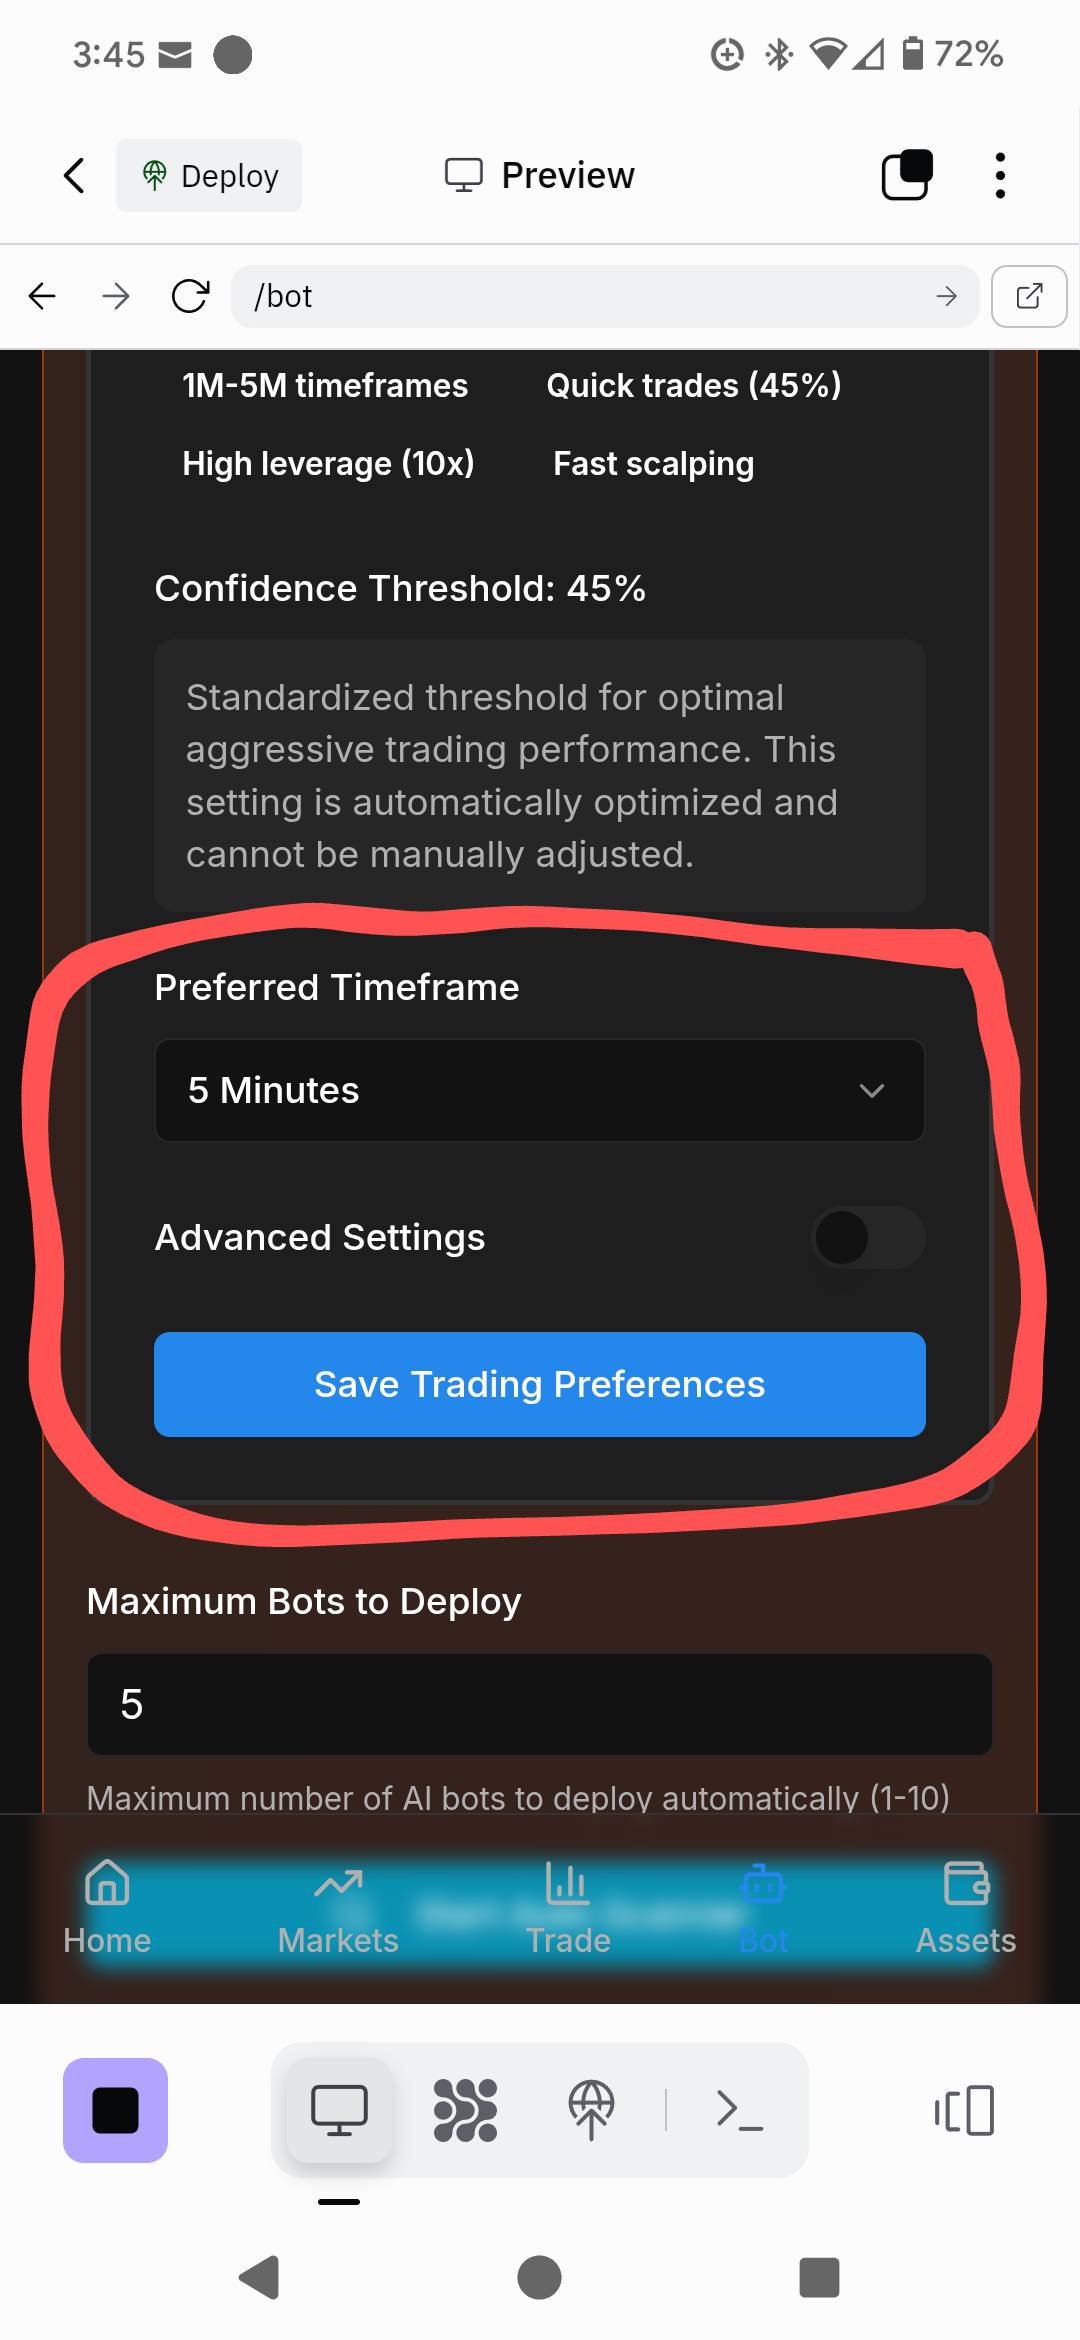 3:45
72%
Deploy
Preview
/bot
1M-5M timeframes Quick trades (45%)
High leverage (10x) Fast scalping
Confidence Threshold: 45%
Standardized threshold for optimal
aggressive trading performance. This
setting is automatically optimized and
cannot be manually adjusted.
Preferred Timeframe
5 Minutes
Advanced Settings
Save Trading Preferences
Maximum Bots to Deploy
5
Maximum number of AI bots to deploy automatically (1-10)
Home Markets Trade Bot Assets